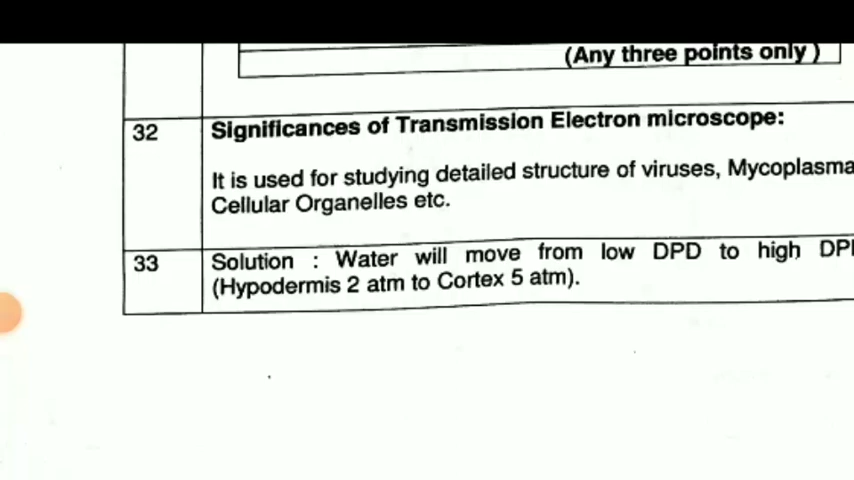 (Any three points only )
32
Significances of Transmission Electron microscope:
It is used for studying detailed structure of viruses, Mycoplasma
Cellular Organelles etc.
33
Solution : Water will move from low DPD to high
(Hypodermis 2 atm to Cortex 5 atm).